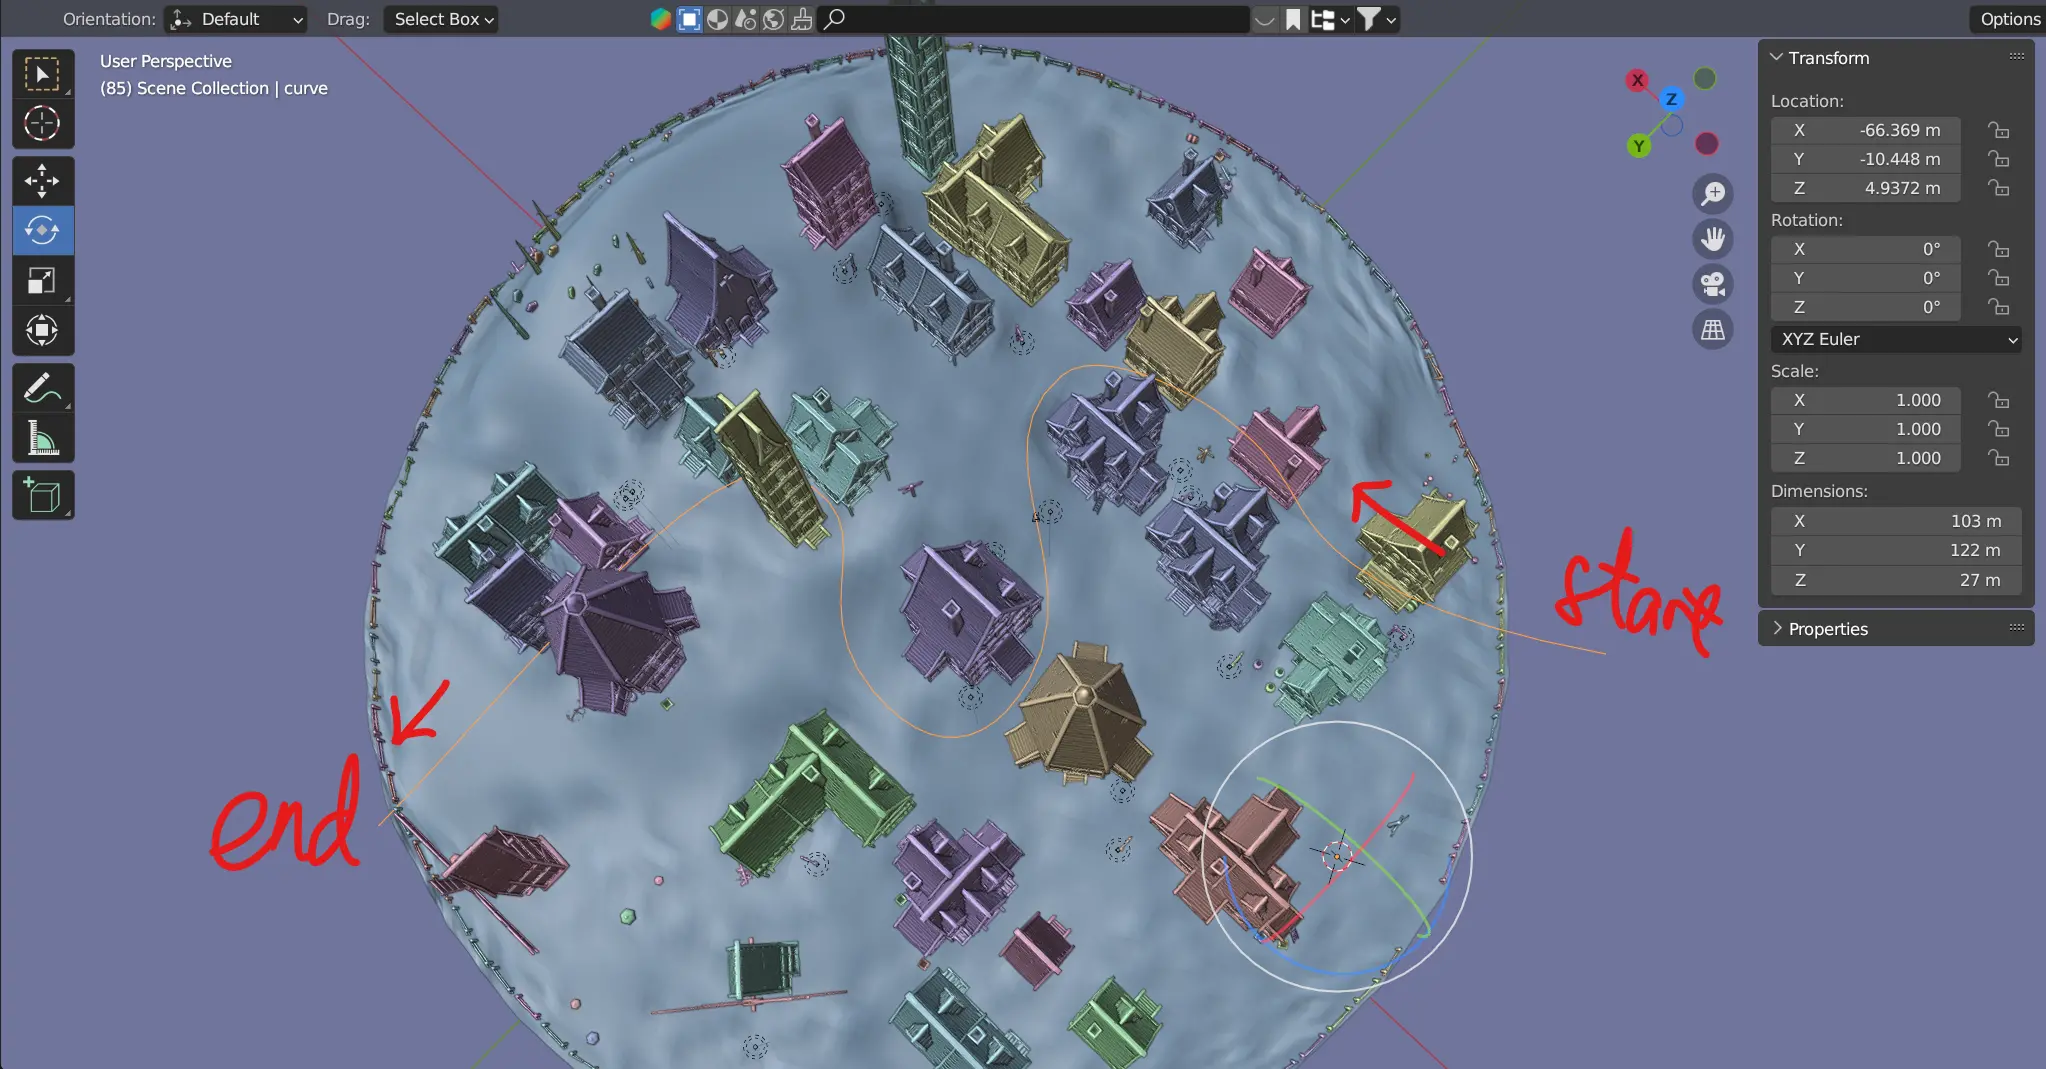 Orientation: Default Drag: Select Box Options
User Perspective
(85) Scene Collection | curve
X
Z
Y
Transform
Location:
X -66.369 m
Y -10.448 m
Z 4.9372 m
Rotation:
X 0°
Y 0°
Z 0°
XYZ Euler
Scale:
X 1.000
Y 1.000
Z 1.000
Dimensions:
X 103 m
Y 122 m
Z 27 m
Properties
end